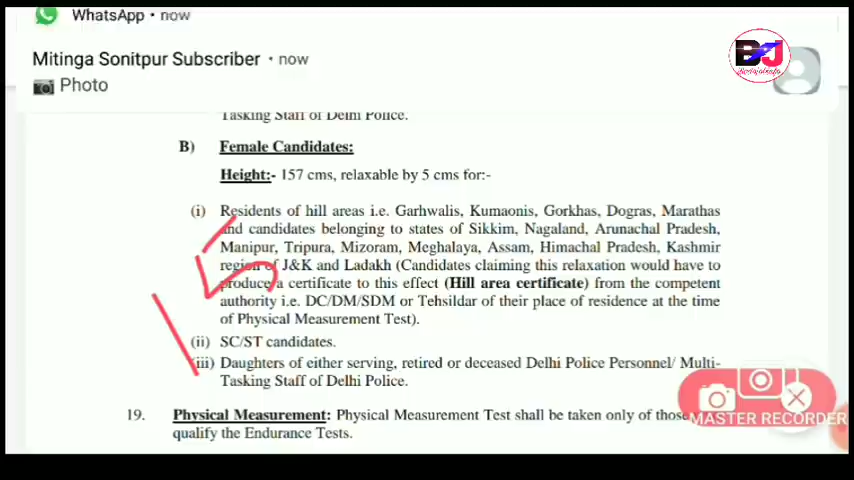 WhatsApp • now
Mitinga Sonitpur Subscriber • now
Photo
BJ
Tasking Staff of Delhi Police.
B) Female Candidates:
Height:- 157 cms, relaxable by 5 cms for:-
(i) Residents of hill areas i.e. Garhwalis, Kumaonis, Gorkhas, Dogras, Marathas
and candidates belonging to states of Sikkim, Nagaland, Arunachal Pradesh,
Manipur, Tripura, Mizoram, Meghalaya, Assam, Himachal Pradesh, Kashmir
region of J&K and Ladakh (Candidates claiming this relaxation would have to
produce a certificate to this effect (Hill area certificate) from the competent
authority i.e. DC/DM/SDM or Tehsildar of their place of residence at the time
of Physical Measurement Test).
(ii) SC/ST candidates.
(iii) Daughters of either serving, retired or deceased Delhi Police Personnel/ Multi-
Tasking Staff of Delhi Police.
15
19. Physical Measurement: Physical Measurement Test shall be taken only of those
qualify the Endurance Tests.
MASTER RECORDER